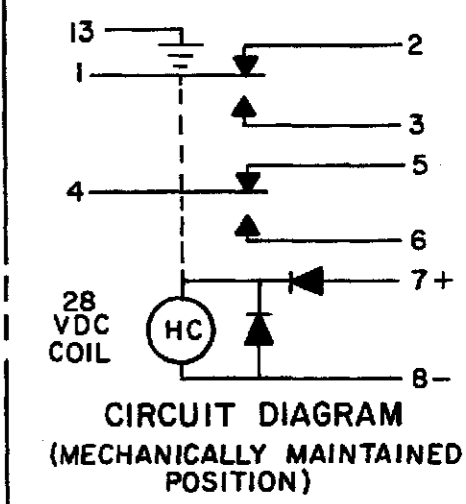 13
2
1
3
5
4
6
7+
28
VDC
COIL
HC
8-
CIRCUIT DIAGRAM
(MECHANICALLY MAINTAINED
POSITION)